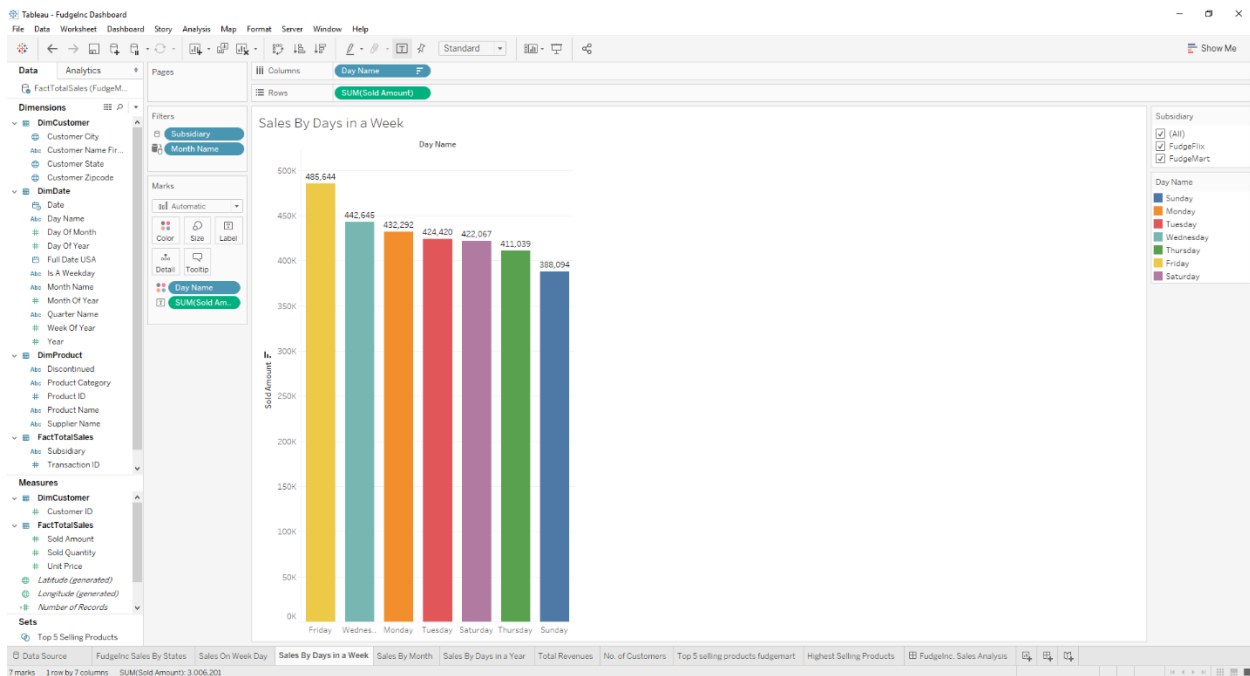 Tableau - FudgeInc Dashboard
File Data Worksheet Dashboard Story Analysis Map Format Server Window Help
Standard
Show Me
Data Analytics
FactTotalSales (FudgeM...
Dimensions
DimCustomer
Customer City
Abc Customer Name Fir...
Customer State
Customer Zipcode
DimDate
Date
Abc Day Name
# Day Of Month
# Day Of Year
Full Date USA
Abc Is A Weekday
Abc Month Name
# Month Of Year
Abc Quarter Name
# Week Of Year
# Year
DimProduct
Abc Discontinued
Abc Product Category
# Product ID
Abc Product Name
Abc Supplier Name
FactTotalSales
Abc Subsidiary
# Transaction ID
Measures
DimCustomer
# Customer ID
FactTotalSales
# Sold Amount
# Sold Quantity
# Unit Price
Latitude (generated)
Longitude (generated)
=# Number of Records
Sets
Top 5 Selling Products
Pages
Filters
Subsidiary
Month Name
Marks
Automatic
Color Size Label
Detail Tooltip
Day Name
SUM(Sold Am..
Columns Day Name
Rows SUM(Sold Amount)
Sales By Days in a Week
Day Name
Sold Amount
500K
450K
400K
350K
300K
250K
200K
150K
100K
50K
0K
485,644
442,645
432,292
424,420
422,067
411,039
388,094
Friday Wednes.. Monday Tuesday Saturday Thursday Sunday
Subsidiary
(All)
FudgeFlix
FudgeMart
Day Name
Sunday
Monday
Tuesday
Wednesday
Thursday
Friday
Saturday
Data Source FudgeInc Sales By States Sales On Week Day Sales By Days in a Week Sales By Month Sales By Days in a Year Total Revenues No. of Customers Top 5 selling products fudgemart Highest Selling Products FudgeInc. Sales Analysis
7 marks 1 row by 7 columns SUM(Sold Amount): 3,006,201